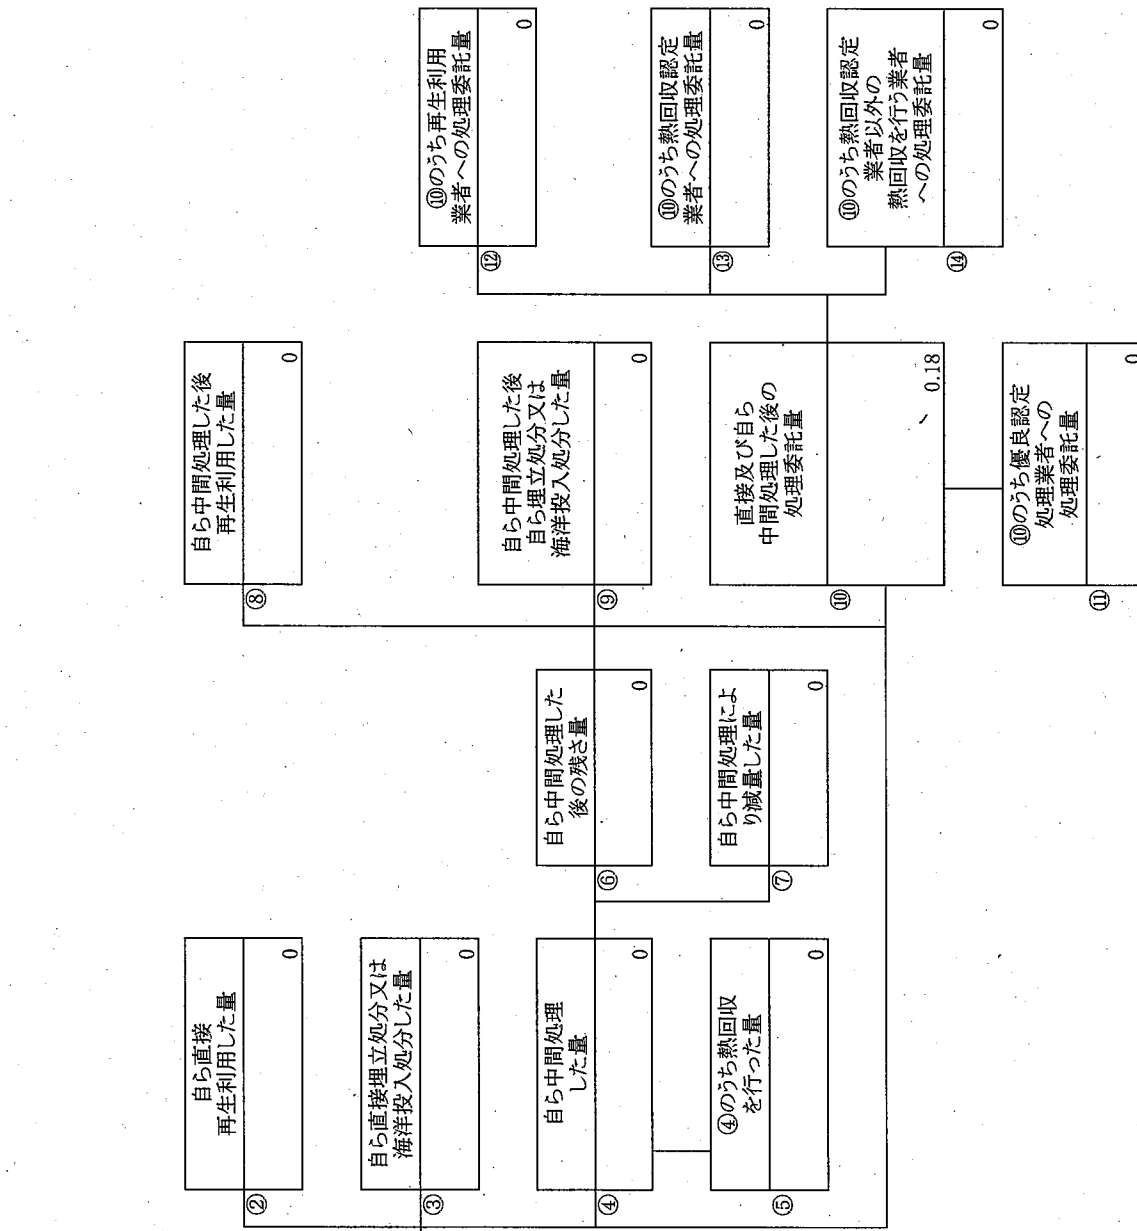 ②
自ら直接
再生利用した量
0
③
自ら直接埋立処分又は
海洋投入処分した量
0
④
自ら中間処理
した量
0
⑤
④のうち熱回収
を行った量
0
⑥
自ら中間処理した
後の残さ量
0
⑦
自ら中間処理によ
り減量した量
0
⑧
自ら中間処理した後
再生利用した量
0
⑨
自ら中間処理した後
自ら埋立処分又は
海洋投入処分した量
0
⑩
直接及び自ら
中間処理した後の
処理委託量
0.18
⑪
⑩のうち優良認定
処理業者への
処理委託量
0
⑫
⑩のうち再生利用
業者への処理委託量
0
⑬
⑩のうち熱回収認定
業者への処理委託量
0
⑭
⑩のうち熱回収認定
業者以外の
熱回収を行う業者
への処理委託量
0